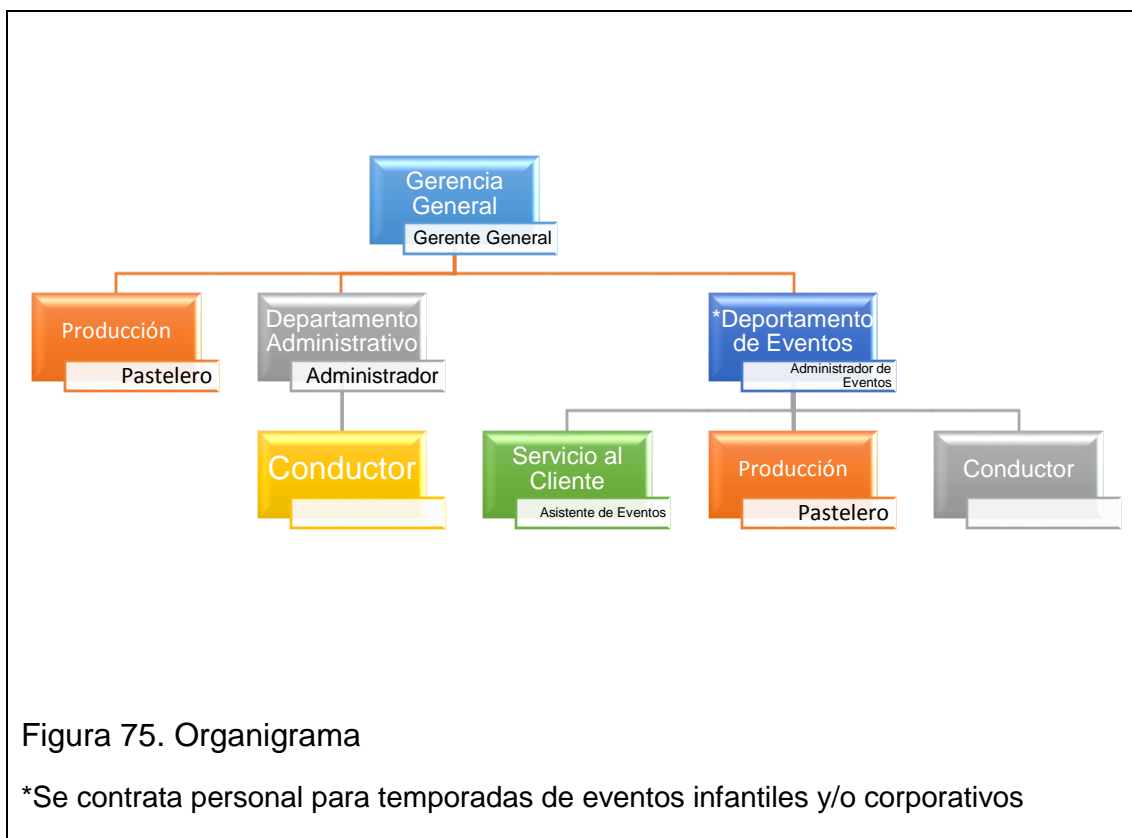 Gerencia
General
Gerente General
Producción
Pastelero
Departamento
Administrativo
Administrador
*Deportamento
de Eventos
Administrador de
Eventos
Conductor
Servicio al
Cliente
Asistente de Eventos
Producción
Pastelero
Conductor
Figura 75. Organigrama
*Se contrata personal para temporadas de eventos infantiles y/o corporativos